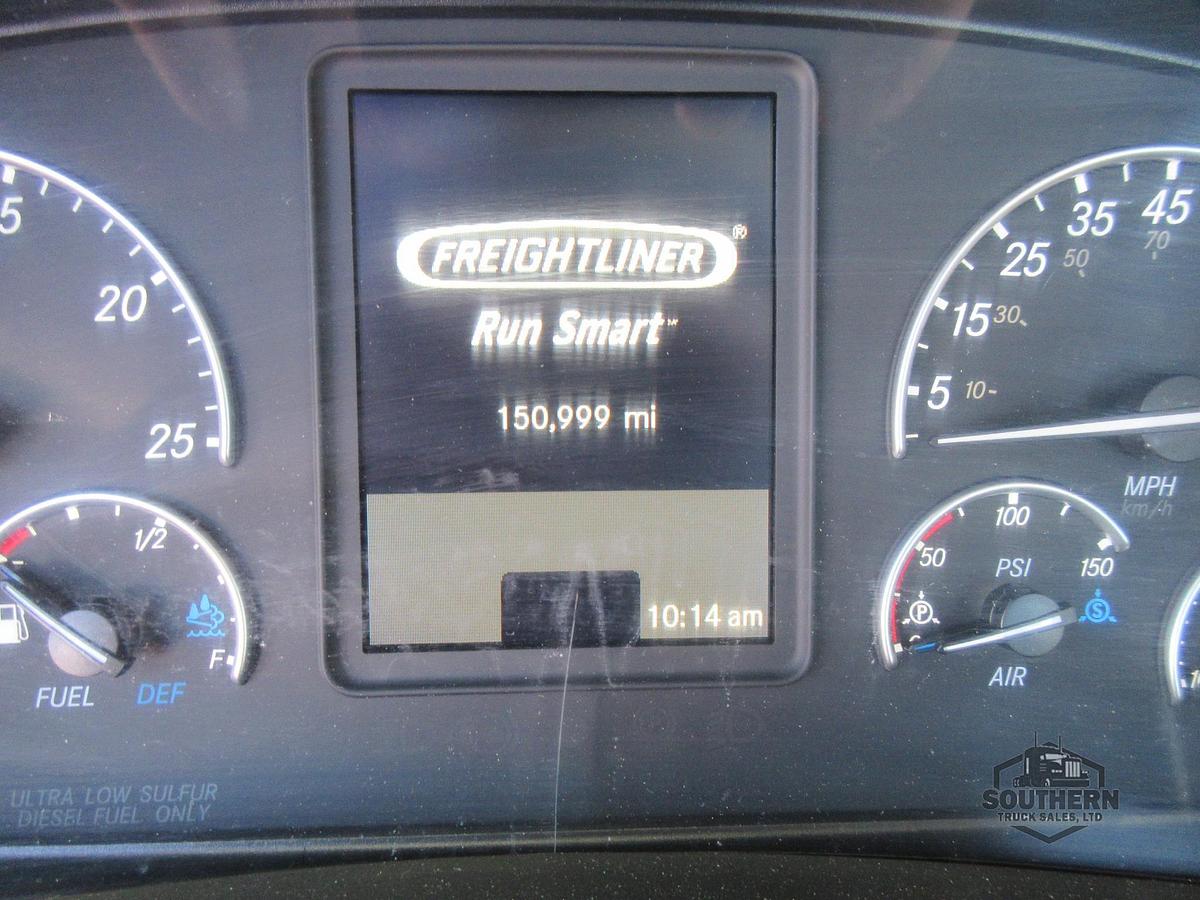 FREIGHTLINER®
Run Smart™
150,999 mi
10:14 am
5
20
25
1/2
F
FUEL
DEF
ULTRA LOW SULFUR
DIESEL FUEL ONLY
5
15
25
35
45
10
30
50
70
MPH
km/h
50
100
150
PSI
P
S
AIR
SOUTHERN
TRUCK SALES, LTD